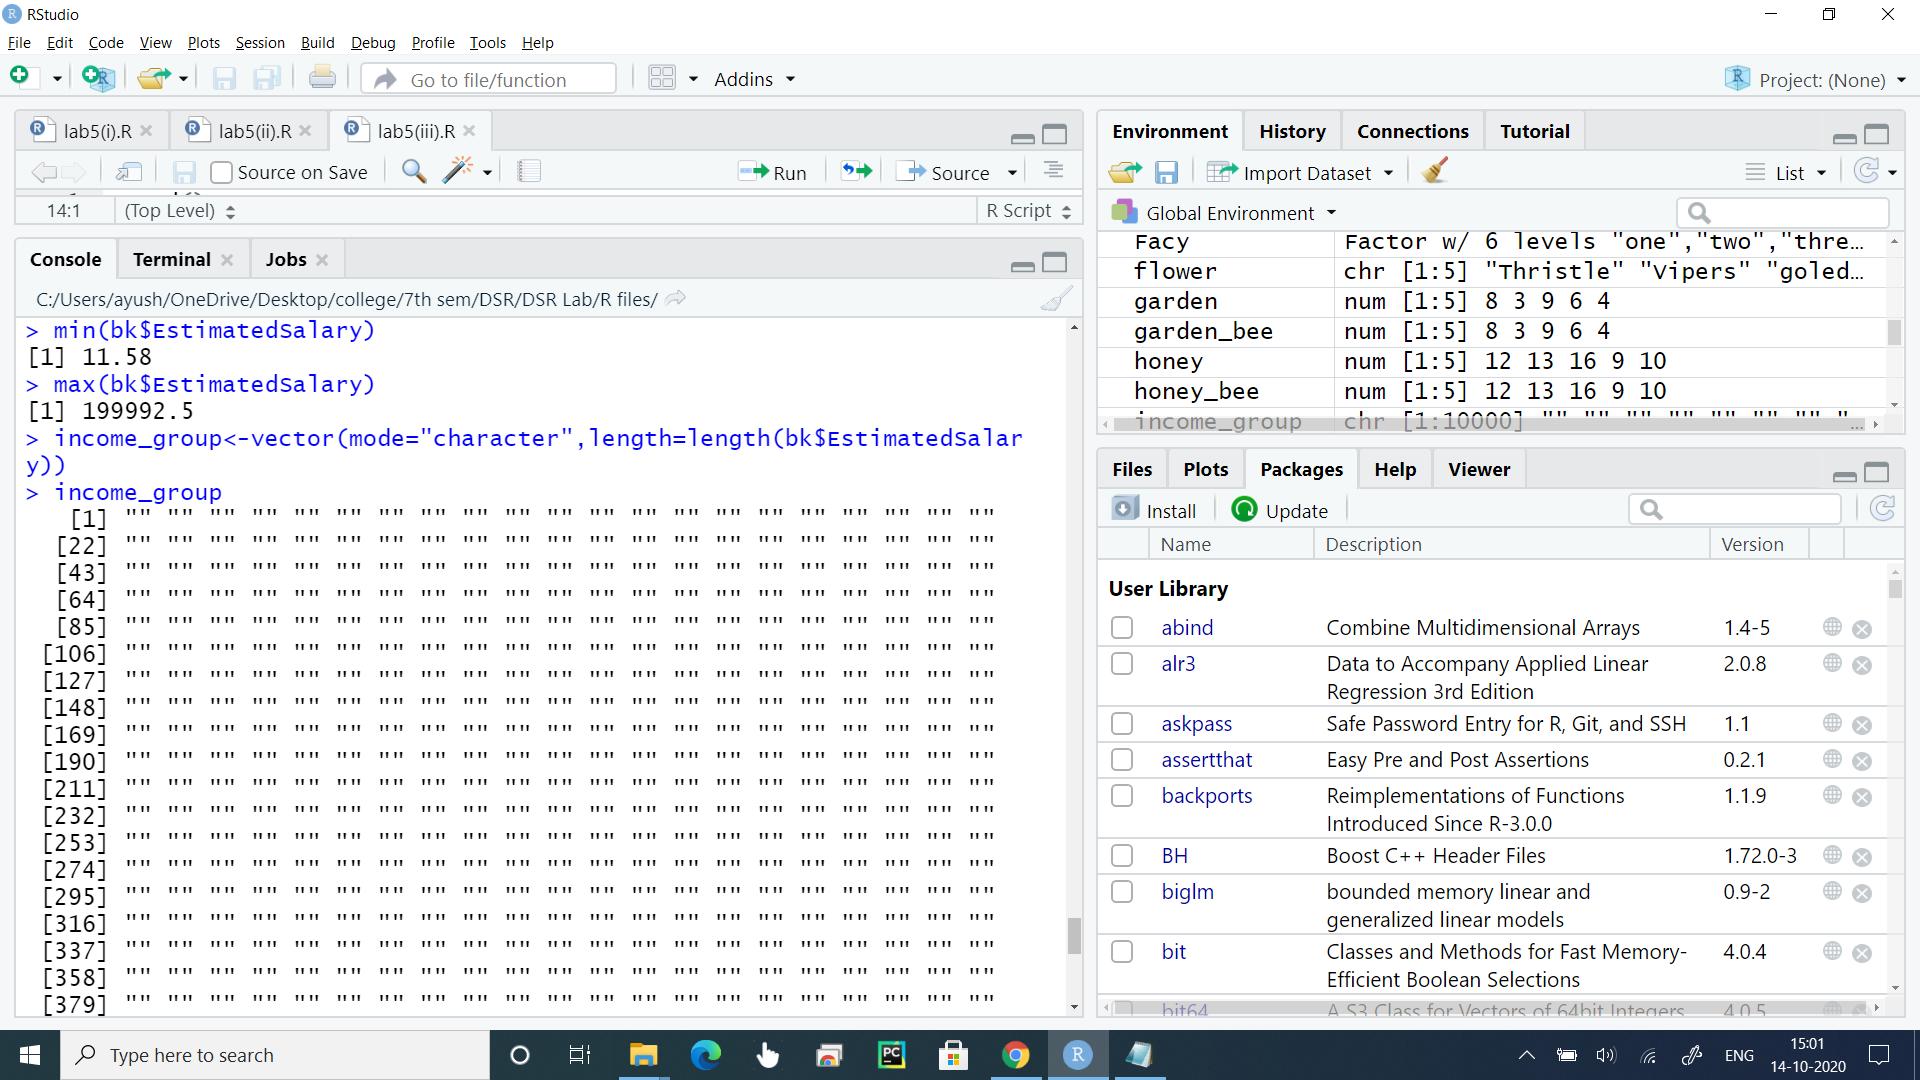 RStudio
File Edit Code View Plots Session Build Debug Profile Tools Help
Go to file/function Addins Project: (None)
lab5(i).R lab5(ii).R lab5(iii).R
Source on Save Run Source
14:1 (Top Level) R Script
Console Terminal Jobs
C:/Users/ayush/OneDrive/Desktop/college/7th sem/DSR/DSR Lab/R files/
> min(bk$EstimatedSalary)
[1] 11.58
> max(bk$EstimatedSalary)
[1] 199992.5
> income_group<-vector(mode="character",length=length(bk$EstimatedSalar
y))
> income_group
[1] "" "" "" "" "" "" "" "" "" "" "" "" "" "" "" "" "" "" "" "" ""
[22] "" "" "" "" "" "" "" "" "" "" "" "" "" "" "" "" "" "" "" "" ""
[43] "" "" "" "" "" "" "" "" "" "" "" "" "" "" "" "" "" "" "" "" ""
[64] "" "" "" "" "" "" "" "" "" "" "" "" "" "" "" "" "" "" "" "" ""
[85] "" "" "" "" "" "" "" "" "" "" "" "" "" "" "" "" "" "" "" "" ""
[106] "" "" "" "" "" "" "" "" "" "" "" "" "" "" "" "" "" "" "" "" ""
[127] "" "" "" "" "" "" "" "" "" "" "" "" "" "" "" "" "" "" "" "" ""
[148] "" "" "" "" "" "" "" "" "" "" "" "" "" "" "" "" "" "" "" "" ""
[169] "" "" "" "" "" "" "" "" "" "" "" "" "" "" "" "" "" "" "" "" ""
[190] "" "" "" "" "" "" "" "" "" "" "" "" "" "" "" "" "" "" "" "" ""
[211] "" "" "" "" "" "" "" "" "" "" "" "" "" "" "" "" "" "" "" "" ""
[232] "" "" "" "" "" "" "" "" "" "" "" "" "" "" "" "" "" "" "" "" ""
[253] "" "" "" "" "" "" "" "" "" "" "" "" "" "" "" "" "" "" "" "" ""
[274] "" "" "" "" "" "" "" "" "" "" "" "" "" "" "" "" "" "" "" "" ""
[295] "" "" "" "" "" "" "" "" "" "" "" "" "" "" "" "" "" "" "" "" ""
[316] "" "" "" "" "" "" "" "" "" "" "" "" "" "" "" "" "" "" "" "" ""
[337] "" "" "" "" "" "" "" "" "" "" "" "" "" "" "" "" "" "" "" "" ""
[358] "" "" "" "" "" "" "" "" "" "" "" "" "" "" "" "" "" "" "" "" ""
[379] "" "" "" "" "" "" "" "" "" "" "" "" "" "" "" "" "" "" "" "" ""
Environment History Connections Tutorial
Import Dataset List
Global Environment
Facy Factor w/ 6 levels "one","two","thre...
flower chr [1:5] "Thristle" "Vipers" "goled...
garden num [1:5] 8 3 9 6 4
garden_bee num [1:5] 8 3 9 6 4
honey num [1:5] 12 13 16 9 10
honey_bee num [1:5] 12 13 16 9 10
income_group chr [1:10000] "" "" "" "" "" "" "" "...
Files Plots Packages Help Viewer
Install Update
Name Description Version
User Library
abind Combine Multidimensional Arrays 1.4-5
alr3 Data to Accompany Applied Linear 2.0.8
Regression 3rd Edition
askpass Safe Password Entry for R, Git, and SSH 1.1
assertthat Easy Pre and Post Assertions 0.2.1
backports Reimplementations of Functions 1.1.9
Introduced Since R-3.0.0
BH Boost C++ Header Files 1.72.0-3
biglm bounded memory linear and 0.9-2
generalized linear models
bit Classes and Methods for Fast Memory- 4.0.4
Efficient Boolean Selections
bit64 A S3 Class for Vectors of 64bit Integers 4.0.5
Type here to search
PC
R
ENG
15:01
14-10-2020